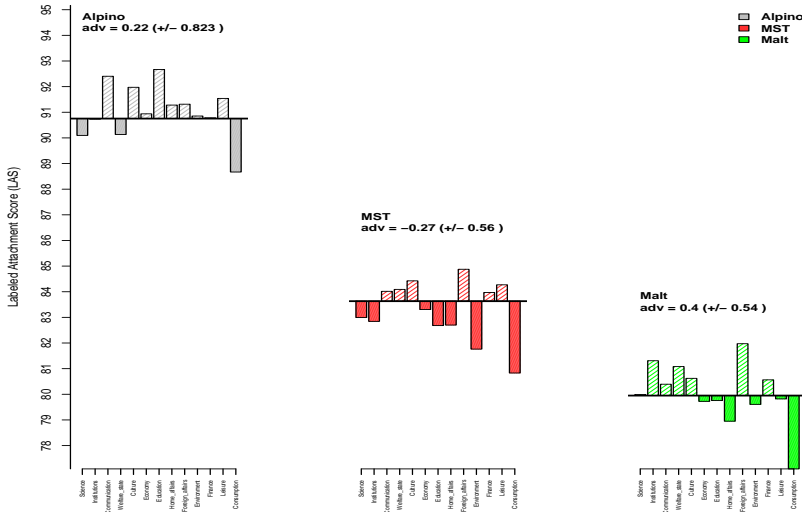 Labeled Attachment Score (LAS)
95
94
93
92
91
90
89
88
87
86
85
84
83
82
81
80
79
78
Alpino
adv = 0.22 (+/− 0.823 )
MST
adv = −0.27 (+/− 0.56 )
Malt
adv = 0.4 (+/− 0.54 )
Alpino
MST
Malt
Science
Institutions
Communication
Welfare_state
Culture
Economy
Education
Home_affairs
Foreign_affairs
Environment
Finance
Leisure
Consumption
Science
Institutions
Communication
Welfare_state
Culture
Economy
Education
Home_affairs
Foreign_affairs
Environment
Finance
Leisure
Consumption
Science
Institutions
Communication
Welfare_state
Culture
Economy
Education
Home_affairs
Foreign_affairs
Environment
Finance
Leisure
Consumption